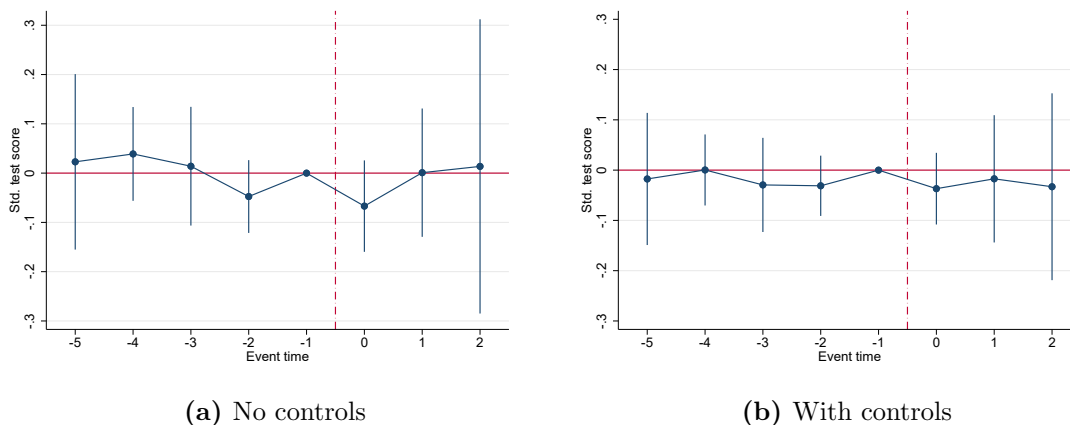 .3
.2
.1
0
-.1
-.2
-.3
Std. test score
-5 -4 -3 -2 -1 0 1 2
Event time
(a) No controls
.3
.2
.1
0
-.1
-.2
-.3
Std. test score
-5 -4 -3 -2 -1 0 1 2
Event time
(b) With controls